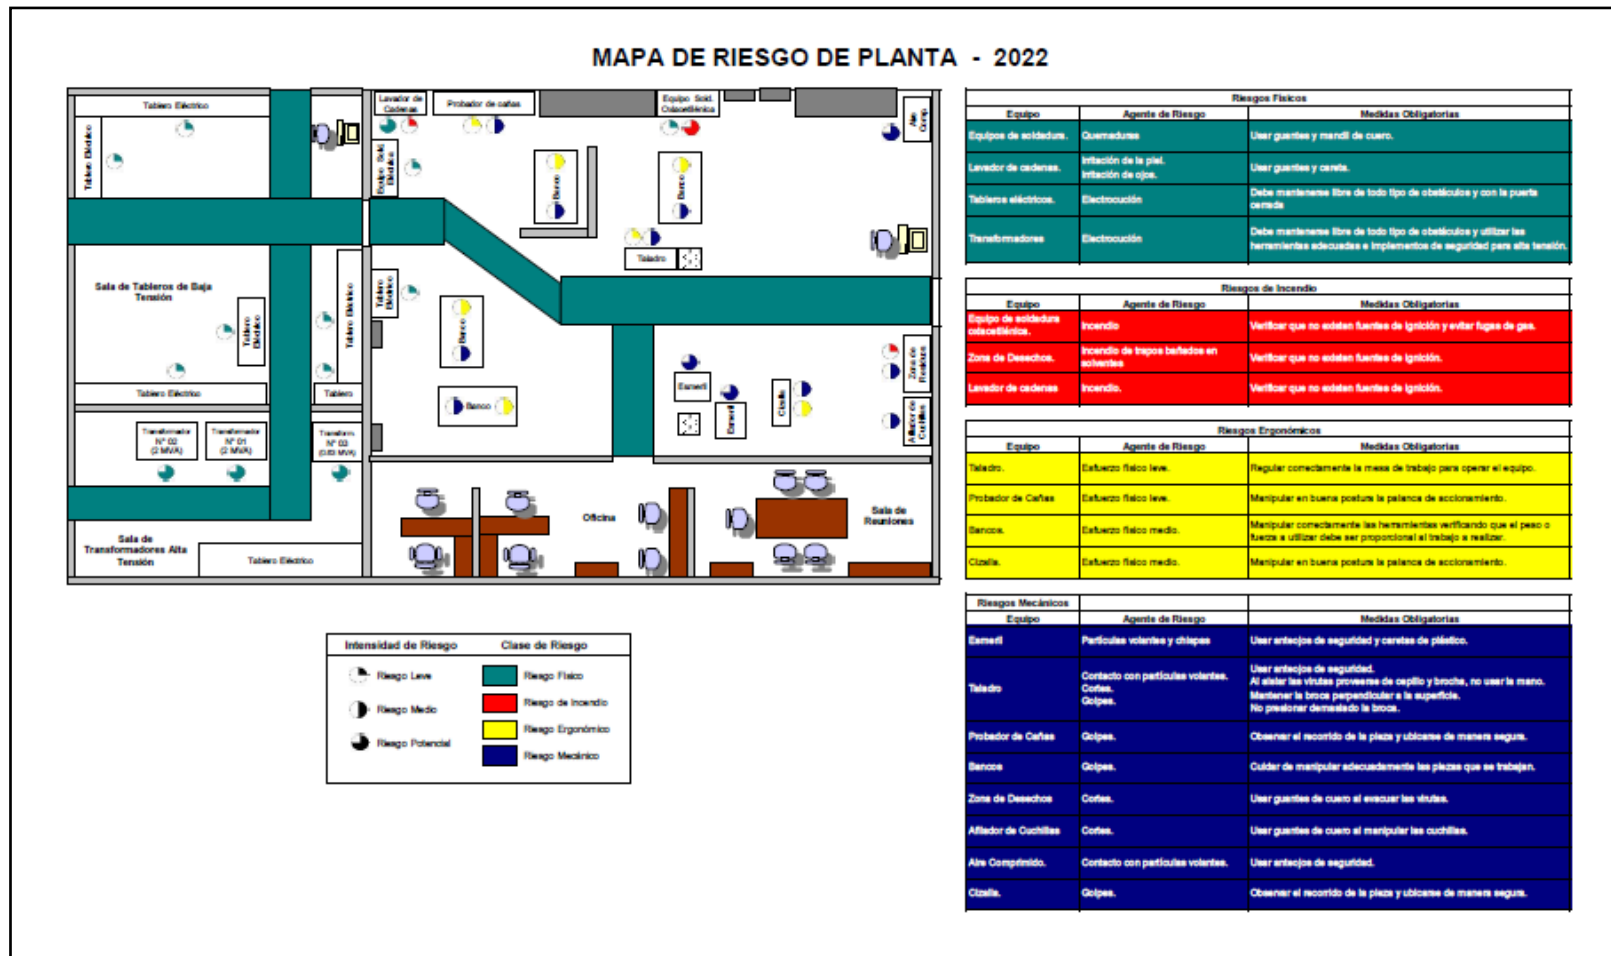 MAPA DE RIESGO DE PLANTA - 2022
Tablero Eléctrico
Tablero Eléctrico
Lavador de
Cadenas
Probador de cañas
Equipo Sold.
Oxiacetilénica
Aire
Comp.
Equipo Sold.
Eléctrica
Banco
Banco
Taladro
Sala de Tableros de Baja
Tensión
Tablero
Eléctrico
Tablero Eléctrico
Tablero
Eléctrico
Banco
Banco
Tablero Eléctrico
Tablero
Esmeril
Esmeril
Cizalla
Zona de
Residuos
Afilador de
Cuchillas
Transformador
Nº 02
(2 MVA)
Transformador
Nº 01
(2 MVA)
Transform.
Nº 03
(0.63 MVA)
Sala de
Transformadores Alta
Tensión
Tablero Eléctrico
Oficina
Sala de
Reuniones
Intensidad de Riesgo Clase de Riesgo
Riesgo Leve Riesgo Físico
Riesgo Medio Riesgo de Incendio
Riesgo Potencial Riesgo Ergonómico
Riesgo Mecánico
Riesgos Físicos
Equipo Agente de Riesgo Medidas Obligatorias
Equipos de soldadura. Quemaduras Usar guantes y mandil de cuero.
Lavador de cadenas. Irritación de la piel.
Irritación de ojos. Usar guantes y careta.
Tableros eléctricos. Electrocución Debe mantenerse libre de todo tipo de obstáculos y con la puerta
cerrada
Transformadores Electrocución Debe mantenerse libre de todo tipo de obstáculos y utilizar las
herramientas adecuadas e implementos de seguridad para alta tensión.
Riesgos de Incendio
Equipo Agente de Riesgo Medidas Obligatorias
Equipo de soldadura
oxiacetilénica. Incendio Verificar que no existen fuentes de ignición y evitar fugas de gas.
Zona de Desechos. Incendio de trapos bañados en
solventes Verificar que no existen fuentes de ignición.
Lavador de cadenas Incendio. Verificar que no existen fuentes de ignición.
Riesgos Ergonómicos
Equipo Agente de Riesgo Medidas Obligatorias
Taladro. Esfuerzo físico leve. Regular correctamente la mesa de trabajo para operar el equipo.
Probador de Cañas Esfuerzo físico leve. Manipular en buena postura la palanca de accionamiento.
Bancos. Esfuerzo físico medio. Manipular correctamente las herramientas verificando que el peso o
fuerza a utilizar debe ser proporcional al trabajo a realizar.
Cizalla. Esfuerzo físico medio. Manipular en buena postura la palanca de accionamiento.
Riesgos Mecánicos
Equipo Agente de Riesgo Medidas Obligatorias
Esmeril Partículas volantes y chispas Usar anteojos de seguridad y caretas de plástico.
Taladro Contacto con partículas volantes.
Cortes.
Golpes.
Usar anteojos de seguridad.
Al aislar las virutas proveerse de cepillo y brocha, no usar la mano.
Mantener la broca perpendicular a la superficie.
No presionar demasiado la broca.
Probador de Cañas Golpes. Observar el recorrido de la pieza y ubicarse de manera segura.
Bancos Golpes. Cuidar de manipular adecuadamente las piezas que se trabajan.
Zona de Desechos Cortes. Usar guantes de cuero al evacuar las virutas.
Afilador de Cuchillas Cortes. Usar guantes de cuero al manipular las cuchillas.
Aire Comprimido. Contacto con partículas volantes. Usar anteojos de seguridad.
Cizalla. Golpes. Observar el recorrido de la pieza y ubicarse de manera segura.